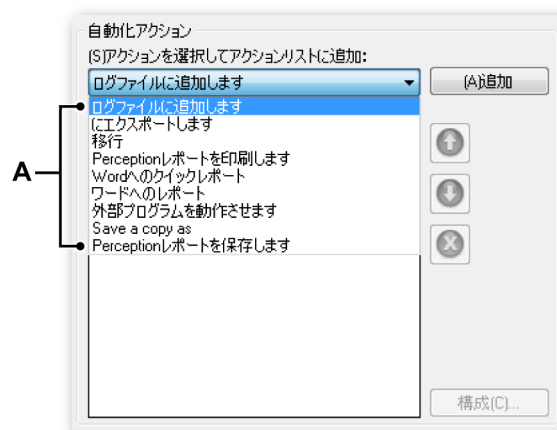 自動化アクション
(S)アクションを選択してアクションリストに追加:
ログファイルに追加します
(A)追加
ログファイルに追加します
にエクスポートします
移行
Perceptionレポートを印刷します
A
Wordへのクイックレポート
ワードへのレポート
外部プログラムを動作させます
Save a copy as
Perceptionレポートを保存します
構成(C)...